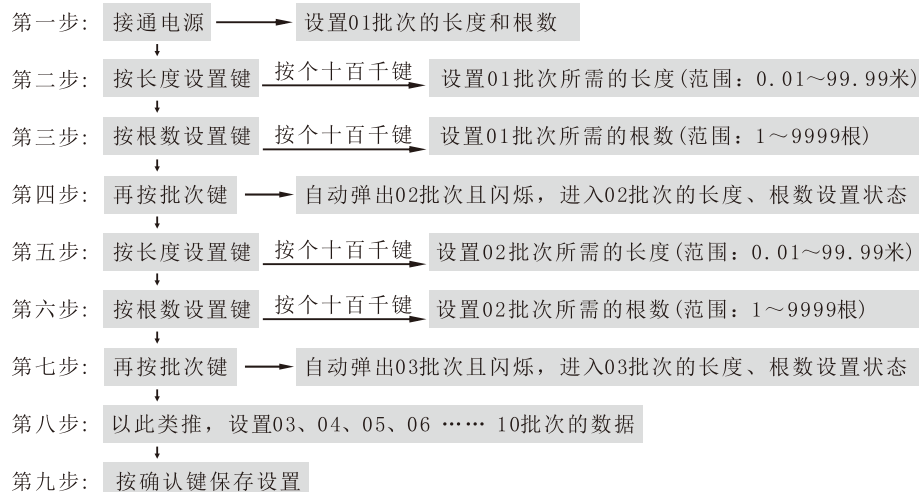 第一步: 接通电源 设置01批次的长度和根数
第二步: 按长度设置键 按个十百千键 设置01批次所需的长度(范围：0.01～99.99米)
第三步: 按根数设置键 按个十百千键 设置01批次所需的根数(范围：1～9999根)
第四步: 再按批次键 自动弹出02批次且闪烁，进入02批次的长度、根数设置状态
第五步: 按长度设置键 按个十百千键 设置02批次所需的长度(范围：0.01～99.99米)
第六步: 按根数设置键 按个十百千键 设置02批次所需的根数(范围：1～9999根)
第七步: 再按批次键 自动弹出03批次且闪烁，进入03批次的长度、根数设置状态
第八步: 以此类推，设置03、04、05、06 …… 10批次的数据
第九步: 按确认键保存设置